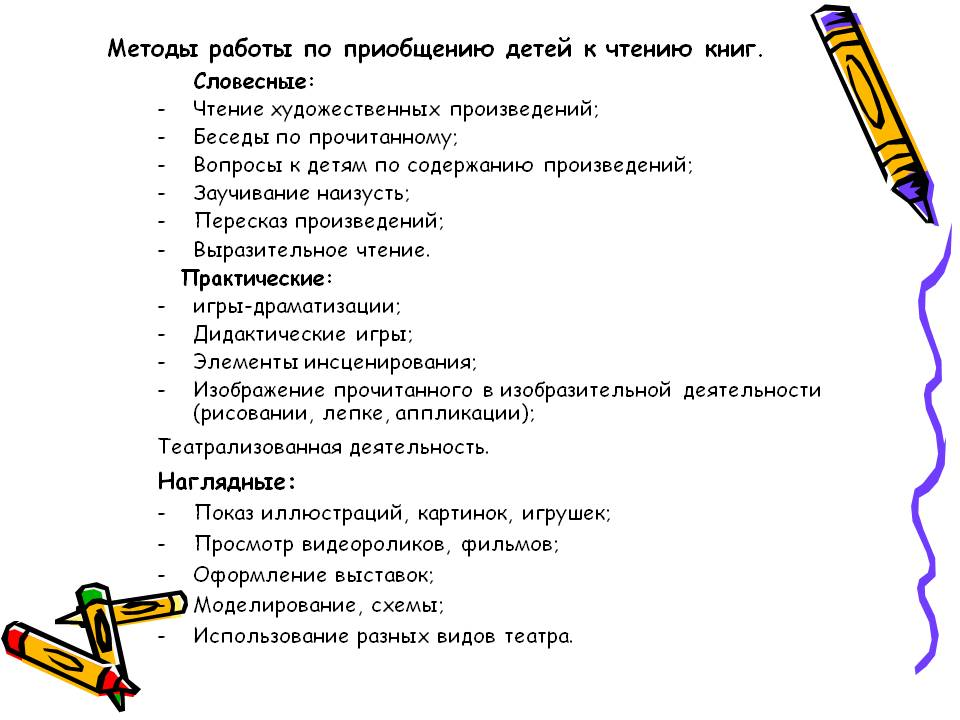 Методы работы по приобщению детей к чтению книг.
Словесные:
- Чтение художественных произведений;
- Беседы по прочитанному;
- Вопросы к детям по содержанию произведений;
- Заучивание наизусть;
- Пересказ произведений;
- Выразительное чтение.
Практические:
- игры-драматизации;
- Дидактические игры;
- Элементы инсценирования;
- Изображение прочитанного в изобразительной деятельности
(рисовании, лепке, аппликации);
Театрализованная деятельность.
Наглядные:
- Показ иллюстраций, картинок, игрушек;
- Просмотр видеороликов, фильмов;
- Оформление выставок;
Моделирование, схемы;
- Использование разных видов театра.